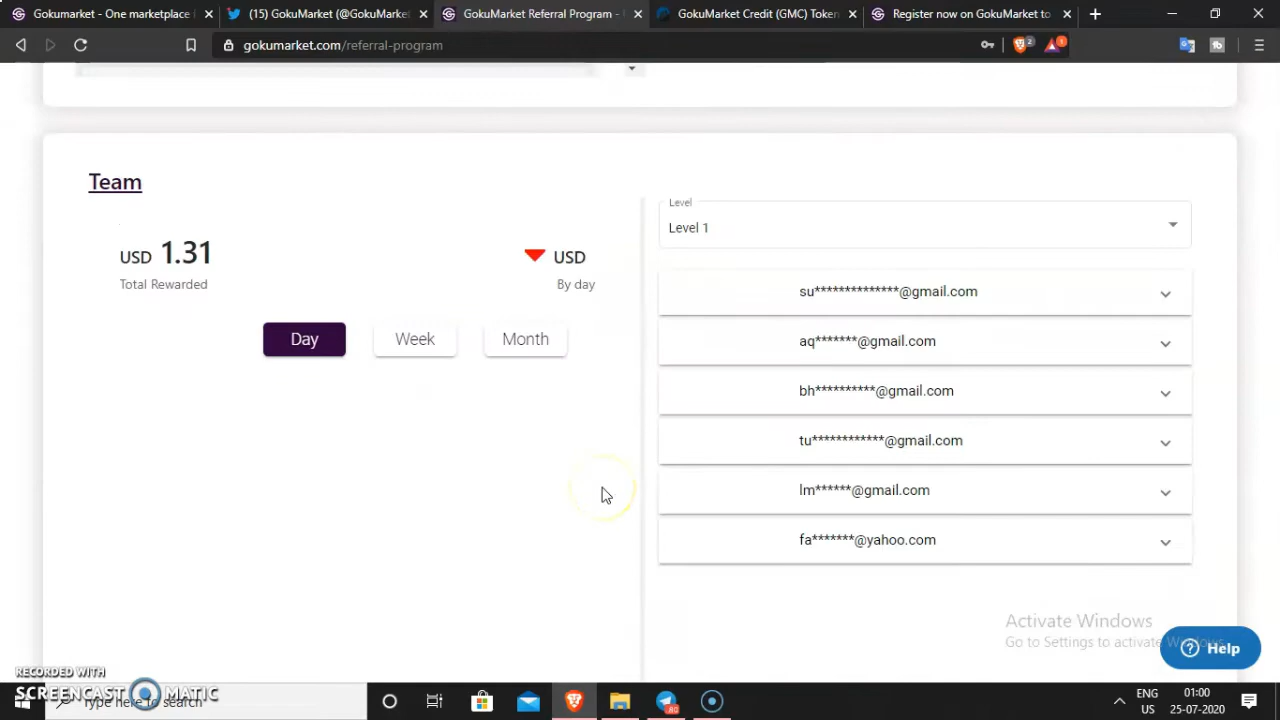 Gokumarket - One marketplace
(15) GokuMarket (@GokuMarket
GokuMarket Referral Program -
GokuMarket Credit (GMC) Token
Register now on GokuMarket to
gokumarket.com/referral-program
2
1
Team
USD 1.31
Total Rewarded
USD
By day
Day
Week
Month
Level
Level 1
su**************@gmail.com
aq*******@gmail.com
bh**********@gmail.com
tu************@gmail.com
lm******@gmail.com
fa*******@yahoo.com
Activate Windows
Go to Settings to activate Windows.
Help
RECORDED WITH
SCREENCAST MATIC
Type here to search
80
ENG
US
01:00
25-07-2020